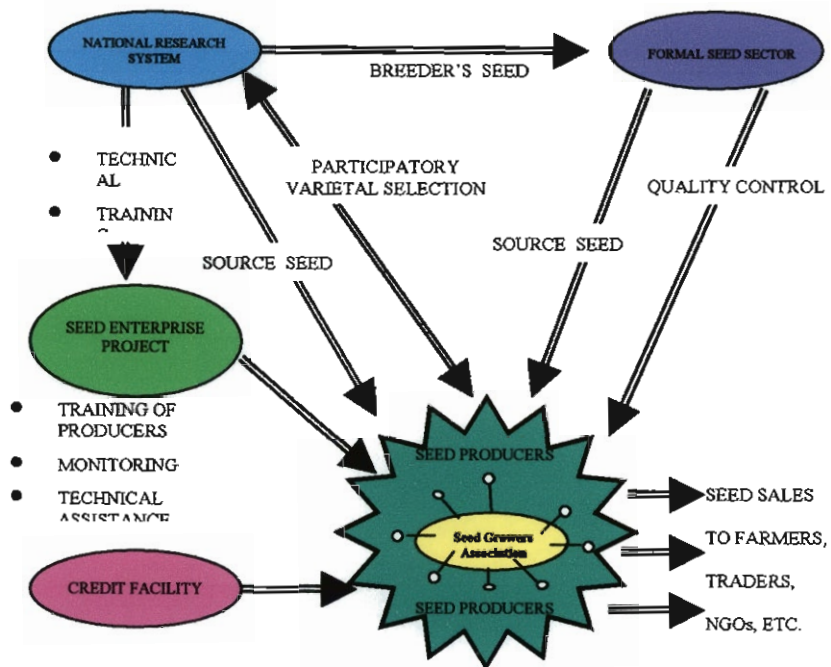 NATIONAL RESEARCH
SYSTEM
FORMAL SEED SECTOR
BREEDER'S SEED
TECHNIC
AL
TRAININ
PARTICIPATORY
VARIETAL SELECTION
QUALITY CONTROL
SOURCE SEED
SOURCE SEED
SEED ENTERPRISE
PROJECT
TRAINING OF
PRODUCERS
MONITORING
TECHNICAL
ASSISTANCE
SEED PRODUCERS
Seed Growers
Association
SEED PRODUCERS
CREDIT FACILITY
SEED SALES
TO FARMERS,
TRADERS,
NGOs, ETC.